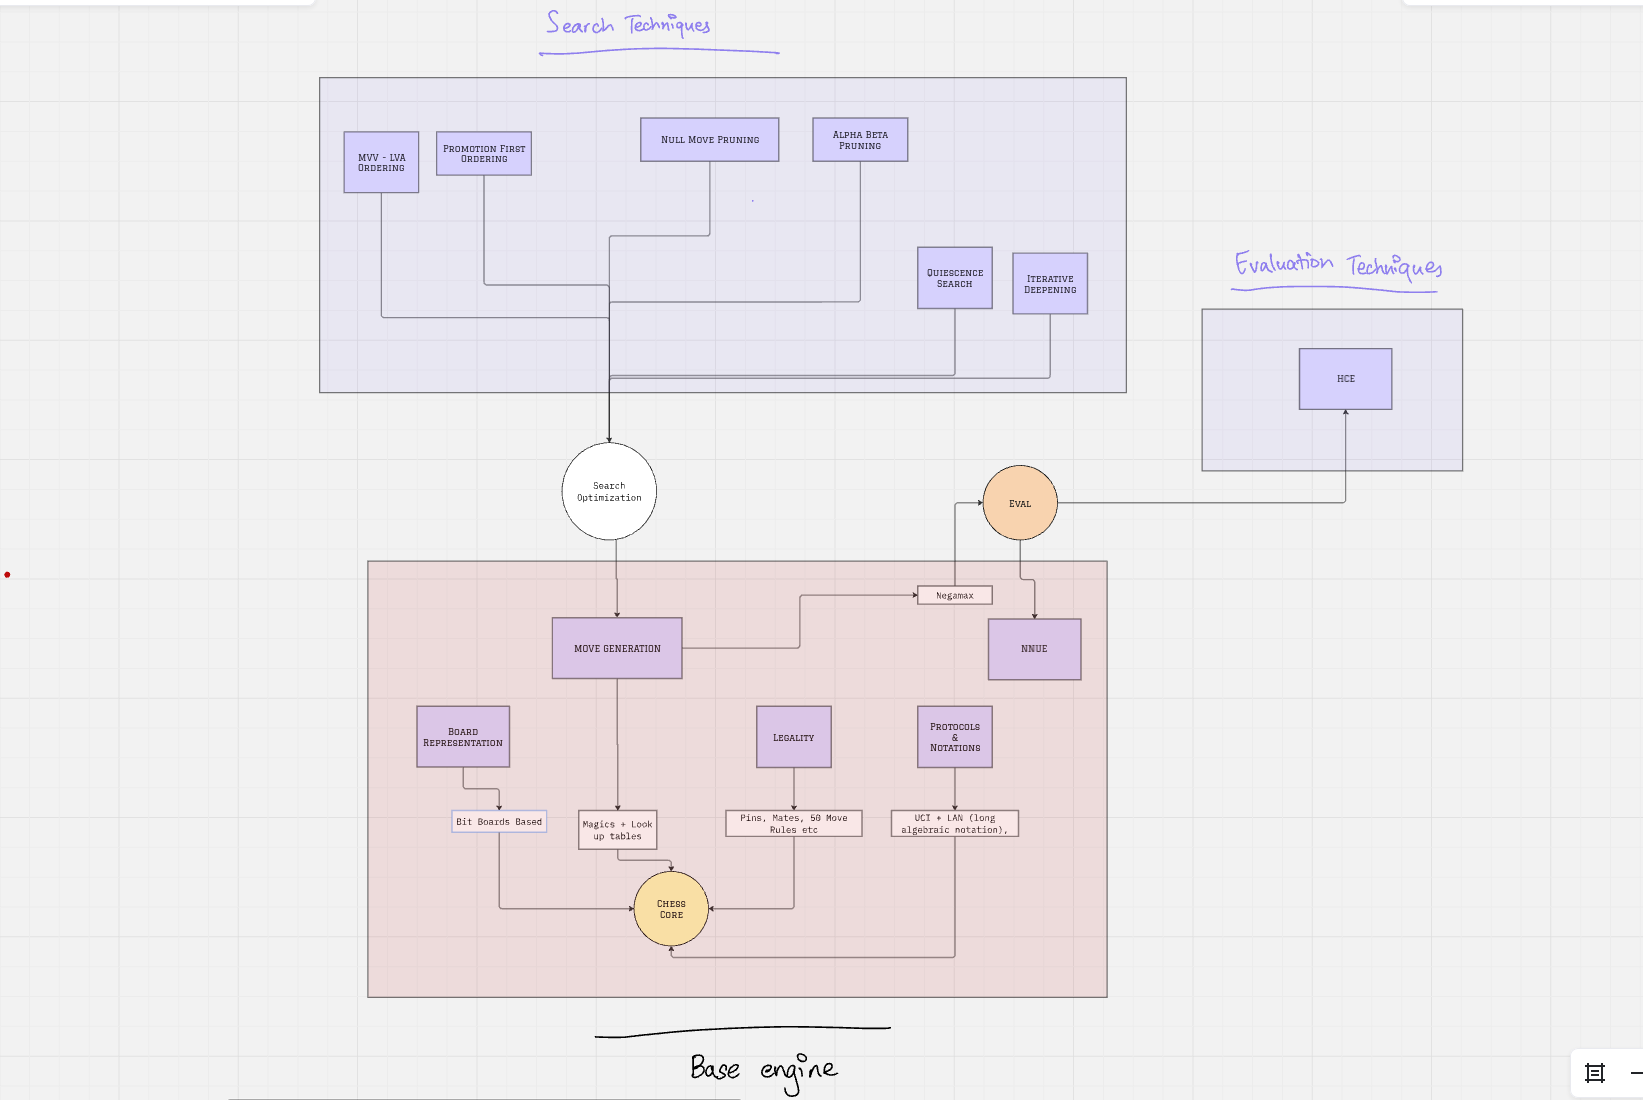 Search Techniques
MVV - LVA
Ordering
Promotion First
Ordering
Null Move Pruning
Alpha Beta
Pruning
Quiescence
Search
Iterative
Deepening
Evaluation Techniques
HCE
Search
Optimization
Eval
Negamax
MOVE GENERATION
NNUE
Board
Representation
Legality
Protocols
&
Notations
Bit Boards Based
Magics + Look
up tables
Pins, Mates, 50 Move
Rules etc
UCI + LAN (long
algebraic notation),
Chess
Core
Base engine